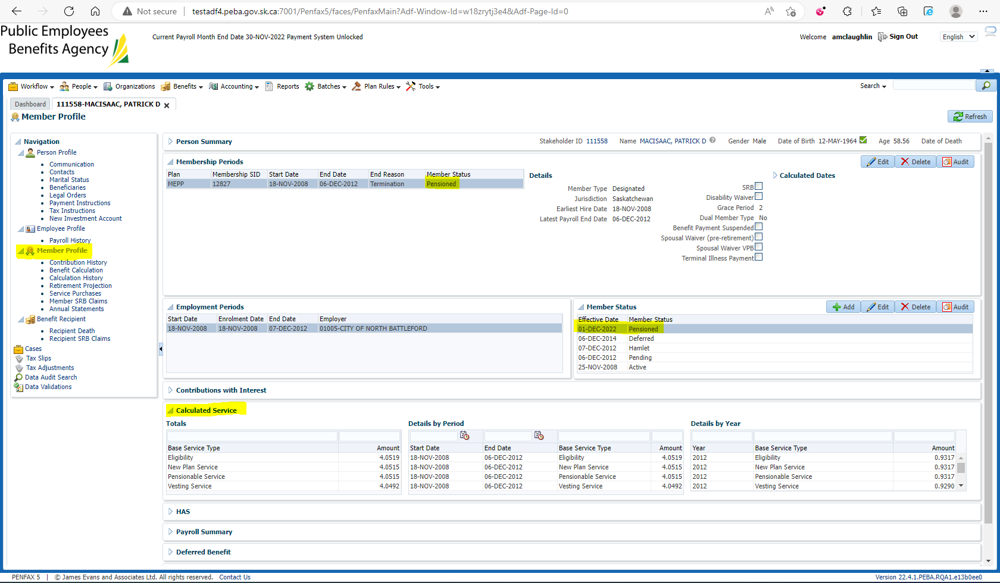 Not secure
testadf4.peba.gov.sk.ca:7001/Penfax5/faces/PenfaxMain?Adf-Window-Id=w18zrytj3e4&Adf-Page-Id=0
Public Employees
Benefits Agency
Current Payroll Month End Date 30-NOV-2022 Payment System Unlocked
Welcome amclaughlin Sign Out English
Workflow People Organizations Benefits Accounting Reports Batches Plan Rules Tools Search
Dashboard 111558-MACISAAC, PATRICK D
Member Profile
Refresh
Navigation
Person Profile
Communication
Contacts
Marital Status
Beneficiaries
Legal Orders
Payment Instructions
Tax Instructions
New Investment Account
Employee Profile
Payroll History
Member Profile
Contribution History
Benefit Calculation
Calculation History
Retirement Projection
Service Purchases
Member SRB Claims
Annual Statements
Benefit Recipient
Recipient Death
Recipient SRB Claims
Cases
Tax Slips
Tax Adjustments
Data Audit Search
Data Validations
Person Summary Stakeholder ID 111558 Name MACISAAC, PATRICK D Gender Male Date of Birth 12-MAY-1964 Age 58.56 Date of Death
Membership Periods Edit Delete Audit
Plan Membership SID Start Date End Date End Reason Member Status
MEPP 12827 18-NOV-2008 06-DEC-2012 Termination Pensioned
Details
Member Type Designated
Jurisdiction Saskatchewan
Earliest Hire Date 18-NOV-2008
Latest Payroll End Date 06-DEC-2012
SRB
Disability Waiver
Grace Period 2
Dual Member Type No
Benefit Payment Suspended
Spousal Waiver (pre-retirement)
Spousal Waiver VPB
Terminal Illness Payment
Calculated Dates
Employment Periods
Start Date Enrolment Date End Date Employer
18-NOV-2008 18-NOV-2008 07-DEC-2012 01005-CITY OF NORTH BATTLEFORD
Member Status Add Edit Delete Audit
Effective Date Member Status
01-DEC-2022 Pensioned
06-DEC-2014 Deferred
07-DEC-2012 Hamlet
06-DEC-2012 Pending
25-NOV-2008 Active
Contributions with Interest
Calculated Service
Totals
Base Service Type Amount
Eligibility 4.0519
New Plan Service 4.0515
Pensionable Service 4.0515
Vesting Service 4.0492
Details by Period
Start Date End Date Base Service Type Amount
18-NOV-2008 06-DEC-2012 Eligibility 4.0519
18-NOV-2008 06-DEC-2012 New Plan Service 4.0515
18-NOV-2008 06-DEC-2012 Pensionable Service 4.0515
18-NOV-2008 06-DEC-2012 Vesting Service 4.0492
Details by Year
Year Base Service Type Amount
2012 Eligibility 0.9317
2012 New Plan Service 0.9317
2012 Pensionable Service 0.9317
2012 Vesting Service 0.9290
HAS
Payroll Summary
Deferred Benefit
PENFAX 5 | © James Evans and Associates Ltd. All rights reserved. Contact Us
Version 22.4.1.PEBA.RQA1.e13b0ee0